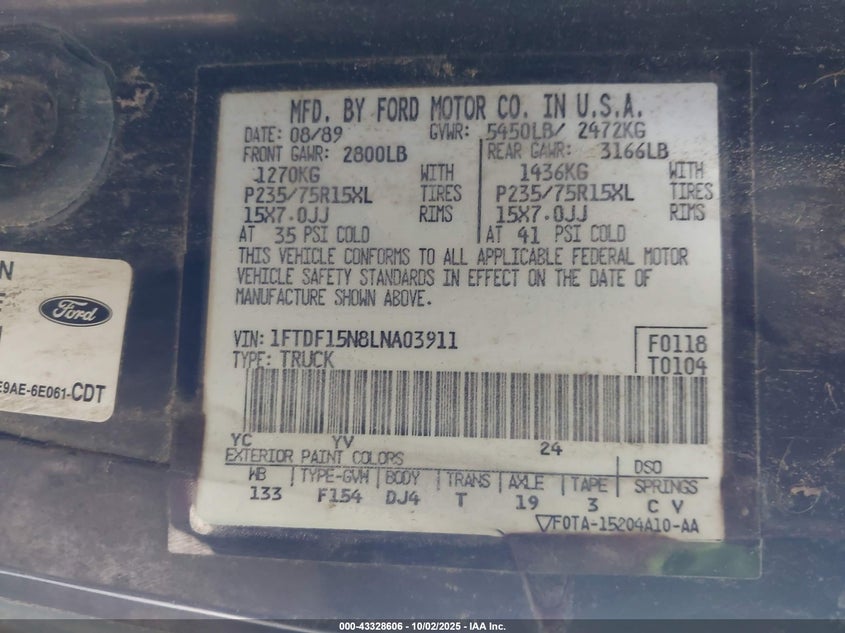 MFD. BY FORD MOTOR CO. IN U.S.A.
DATE: 08/89 GVWR: 5450LB/ 2472KG
FRONT GAWR: 2800LB REAR GAWR: 3166LB
1270KG WITH 1436KG WITH
P235/75R15XL TIRES P235/75R15XL TIRES
15X7.0JJ RIMS 15X7.0JJ RIMS
AT 35 PSI COLD AT 41 PSI COLD
THIS VEHICLE CONFORMS TO ALL APPLICABLE FEDERAL MOTOR
VEHICLE SAFETY STANDARDS IN EFFECT ON THE DATE OF
MANUFACTURE SHOWN ABOVE.
VIN: 1FTDF15N8LNA03911 F0118
TYPE: TRUCK T0104
YC YV 24
EXTERIOR PAINT COLORS DSO
WB TYPE-GVW BODY TRANS AXLE TAPE SPRINGS
133 F154 DJ4 T 19 3 C V
F0TA-15204A10-AA
N
Ford
E9AE-6E061-CDT
000-43328606 - 10/02/2025 - IAA Inc.